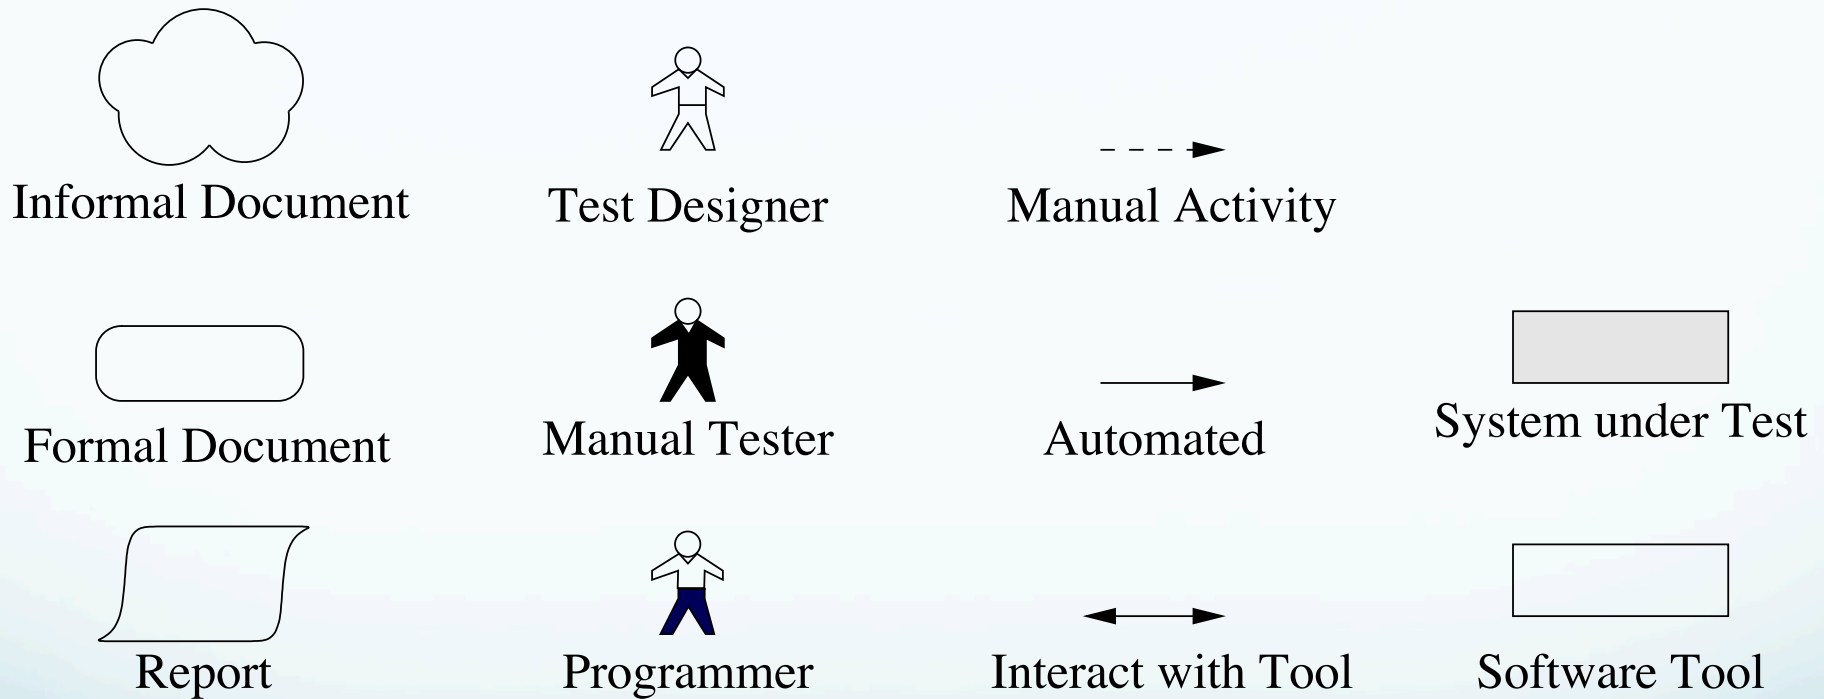 Informal Document
Test Designer
Manual Activity
Formal Document
Manual Tester
Automated
System under Test
Report
Programmer
Interact with Tool
Software Tool